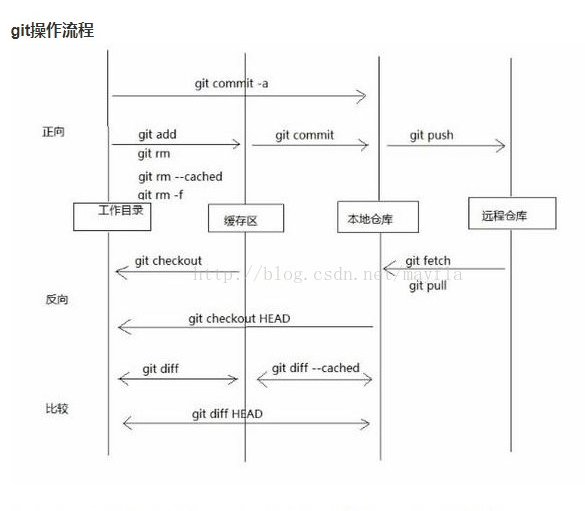 git操作流程
git commit -a
正向
git add
git commit
git push
git rm
git rm --cached
git rm -f
工作目录
缓存区
本地仓库
远程仓库
git checkout
git fetch
http://blog.csdn.net/mayfla
git pull
反向
git checkout HEAD
git diff
git diff --cached
比较
git diff HEAD